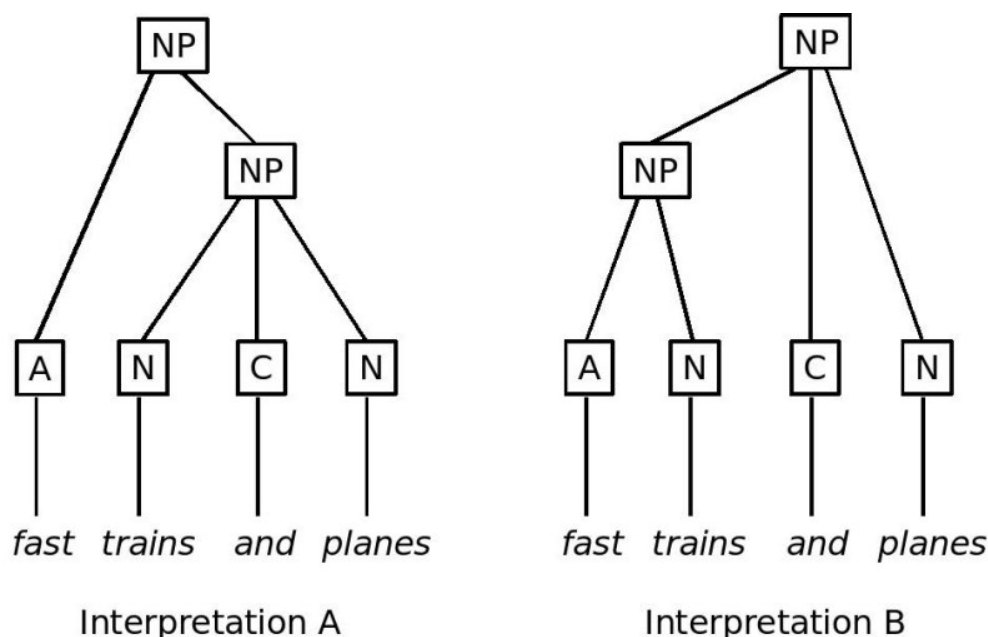 NP NP
NP NP
A N C N A N C N
fast trains and planes fast trains and planes
Interpretation A Interpretation B